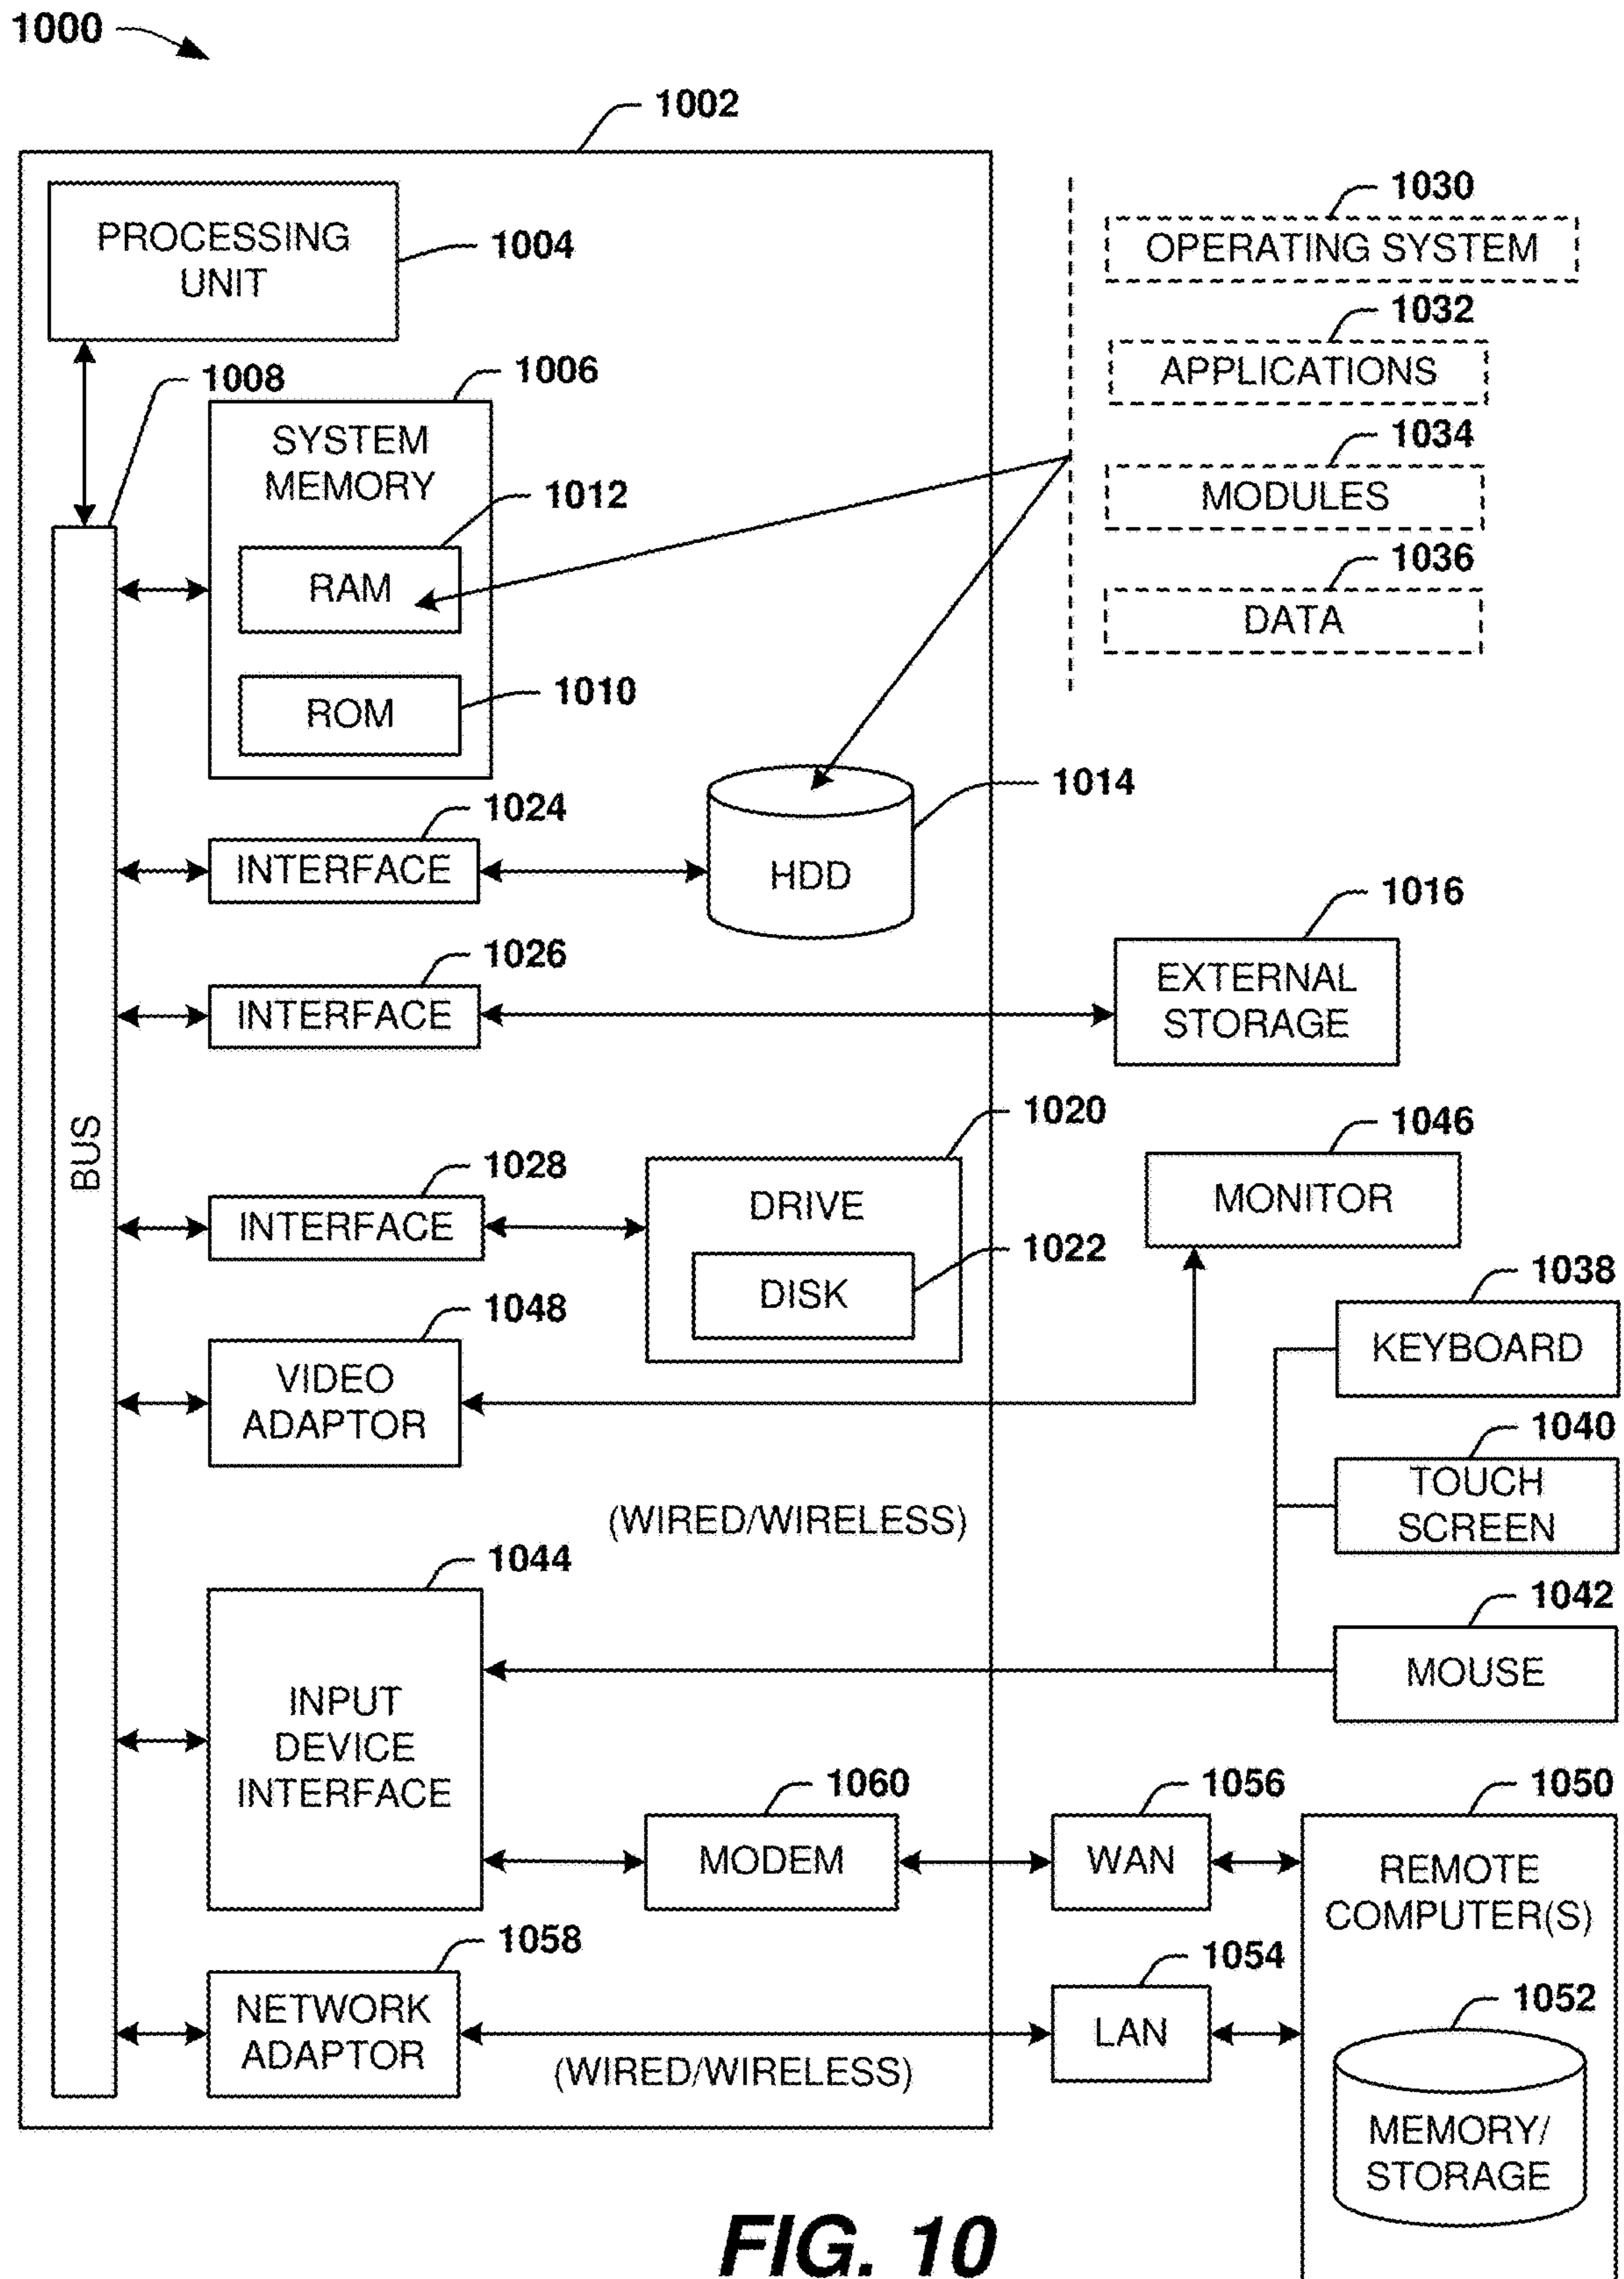 1000
1002
PROCESSING
UNIT
1004
1030
OPERATING SYSTEM
1032
APPLICATIONS
1034
MODULES
1036
DATA
1008
1006
SYSTEM
MEMORY
1012
RAM
1010
ROM
1014
HDD
1024
INTERFACE
1016
EXTERNAL
STORAGE
1026
INTERFACE
BUS
1020
DRIVE
1022
DISK
1028
INTERFACE
1046
MONITOR
1048
VIDEO
ADAPTOR
1038
KEYBOARD
1040
TOUCH
SCREEN
1042
MOUSE
(WIRED/WIRELESS)
1044
INPUT
DEVICE
INTERFACE
1060
MODEM
1056
WAN
1050
REMOTE
COMPUTER(S)
1058
NETWORK
ADAPTOR
(WIRED/WIRELESS)
1054
LAN
1052
MEMORY/
STORAGE
FIG. 10